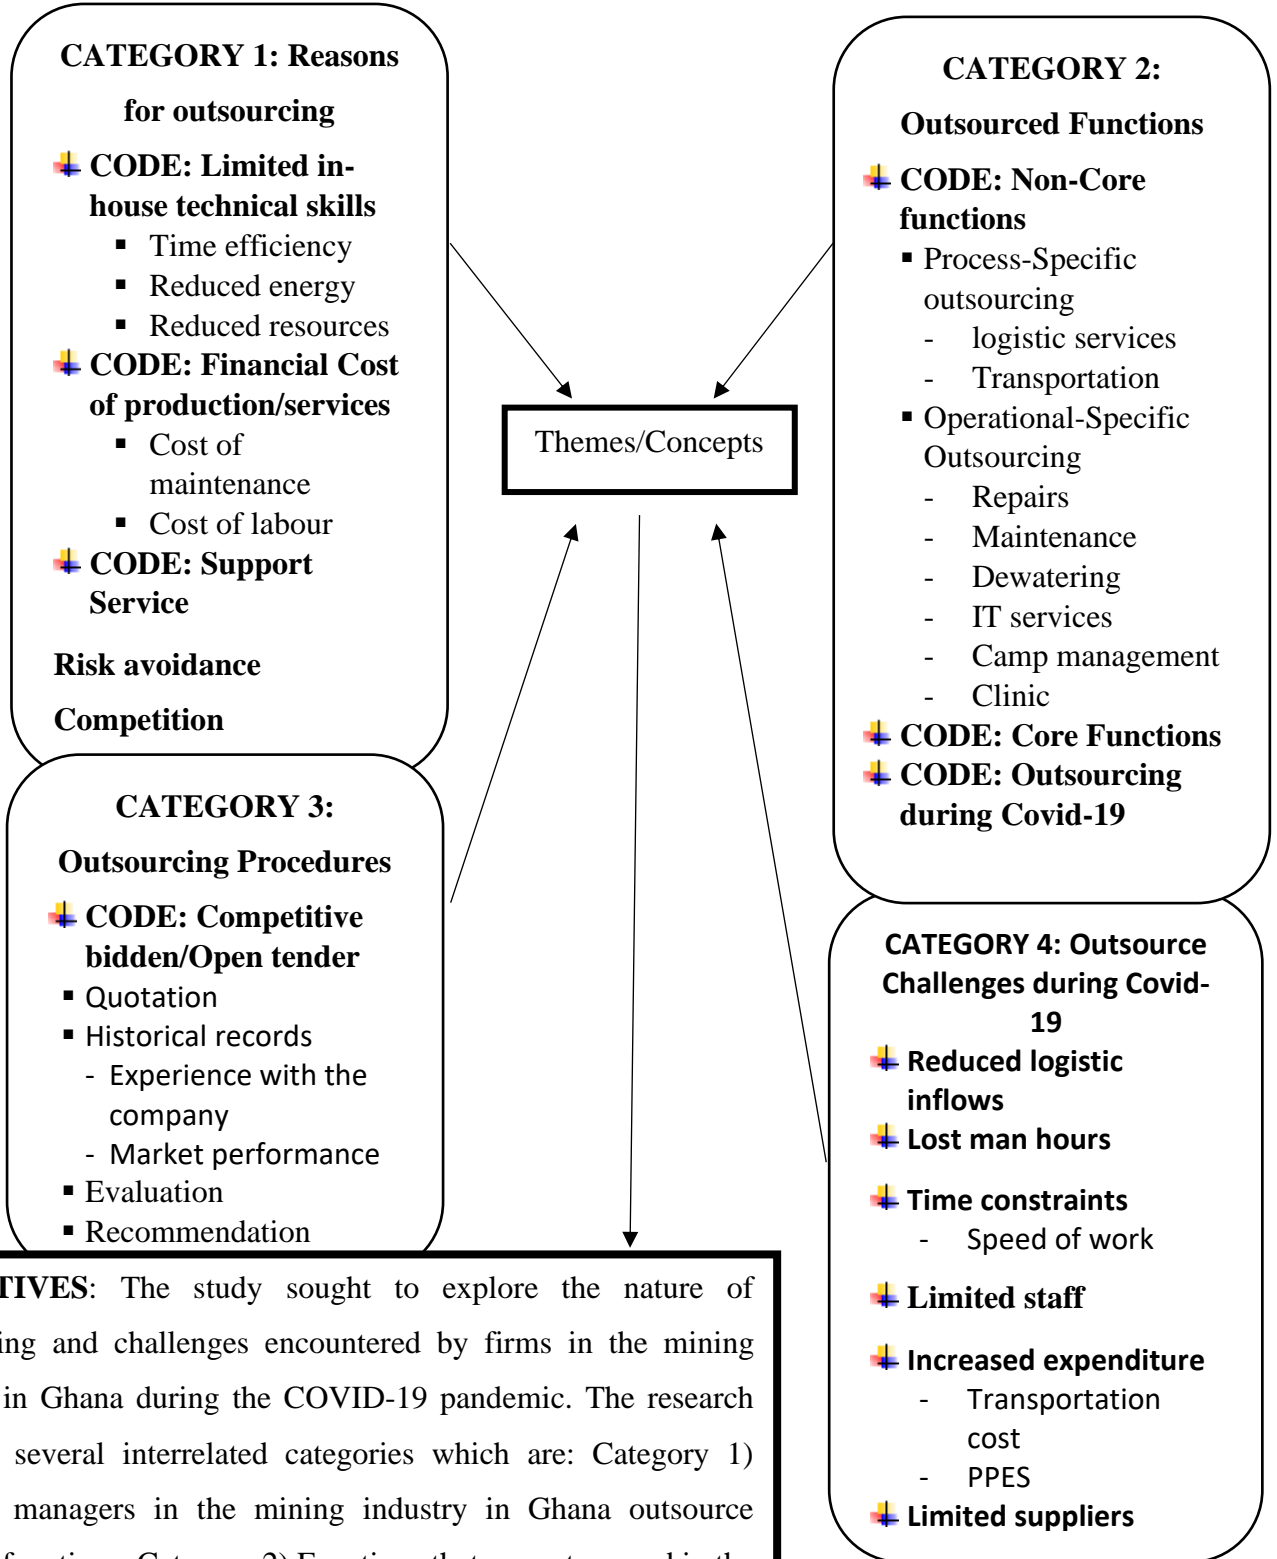 CATEGORY 1: Reasons
for outsourcing
CODE: Limited in-
house technical skills
▪ Time efficiency
▪ Reduced energy
▪ Reduced resources
CODE: Financial Cost
of production/services
▪ Cost of
maintenance
▪ Cost of labour
CODE: Support
Service
Risk avoidance
Competition
CATEGORY 2:
Outsourced Functions
CODE: Non-Core
functions
▪ Process-Specific
outsourcing
- logistic services
- Transportation
▪ Operational-Specific
Outsourcing
- Repairs
- Maintenance
- Dewatering
- IT services
- Camp management
- Clinic
CODE: Core Functions
CODE: Outsourcing
during Covid-19
Themes/Concepts
CATEGORY 3:
Outsourcing Procedures
CODE: Competitive
bidden/Open tender
▪ Quotation
▪ Historical records
- Experience with the
company
- Market performance
▪ Evaluation
▪ Recommendation
CATEGORY 4: Outsource
Challenges during Covid-
19
Reduced logistic
inflows
Lost man hours
Time constraints
- Speed of work
Limited staff
Increased expenditure
- Transportation
cost
- PPES
Limited suppliers
TIVES: The study sought to explore the nature of
ing and challenges encountered by firms in the mining
in Ghana during the COVID-19 pandemic. The research
several interrelated categories which are: Category 1)
managers in the mining industry in Ghana outsource